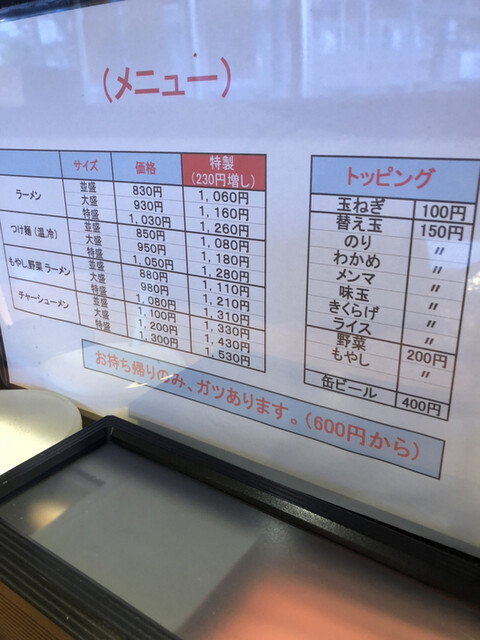 (メニュー)
サイズ 価格 特製(230円増し)
ラーメン 並盛 830円 1,060円
大盛 930円 1,160円
特盛 1,030円 1,260円
つけ麺(温冷) 並盛 850円 1,080円
大盛 950円 1,180円
特盛 1,050円 1,280円
もやし野菜 ラーメン 並盛 880円 1,110円
大盛 980円 1,210円
特盛 1,080円 1,310円
チャーシューメン 並盛 1,100円 1,330円
大盛 1,200円 1,430円
特盛 1,300円 1,530円
トッピング
玉ねぎ 100円
替え玉 150円
のり 〃
わかめ 〃
メンマ 〃
味玉 〃
きくらげ 〃
ライス 〃
野菜 200円
もやし 〃
缶ビール 400円
お持ち帰りのみ、ガツあります。(600円から)